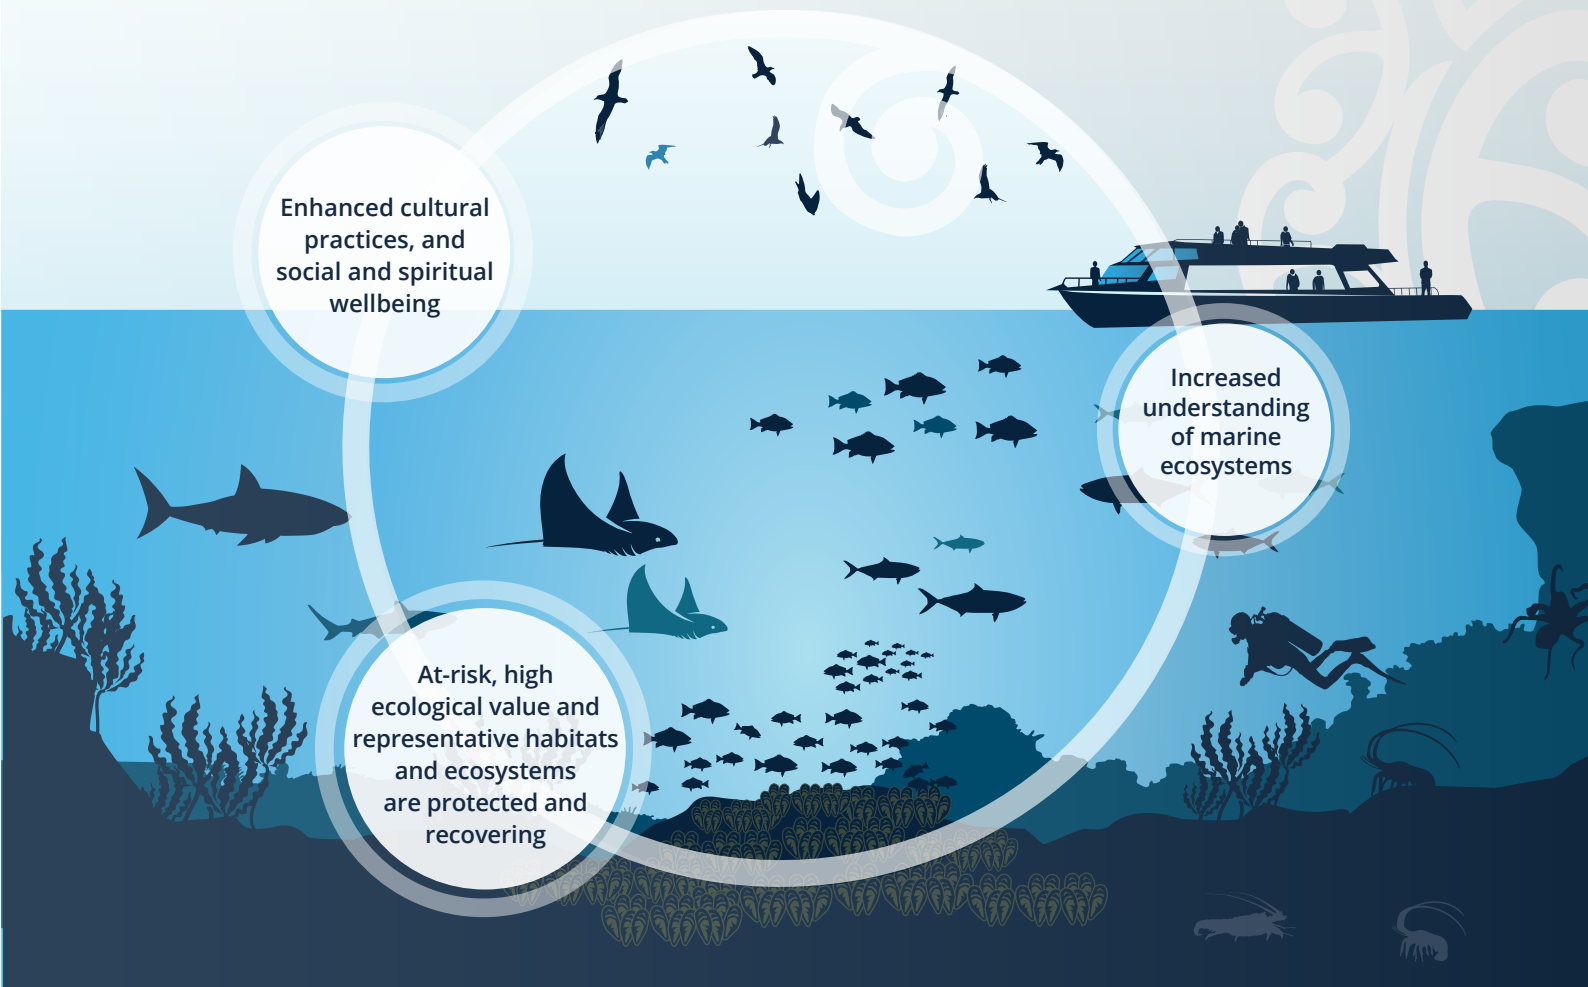 Enhanced cultural
practices, and
social and spiritual
wellbeing
Increased
understanding
of marine
ecosystems
At-risk, high
ecological value and
representative habitats
and ecosystems
are protected and
recovering